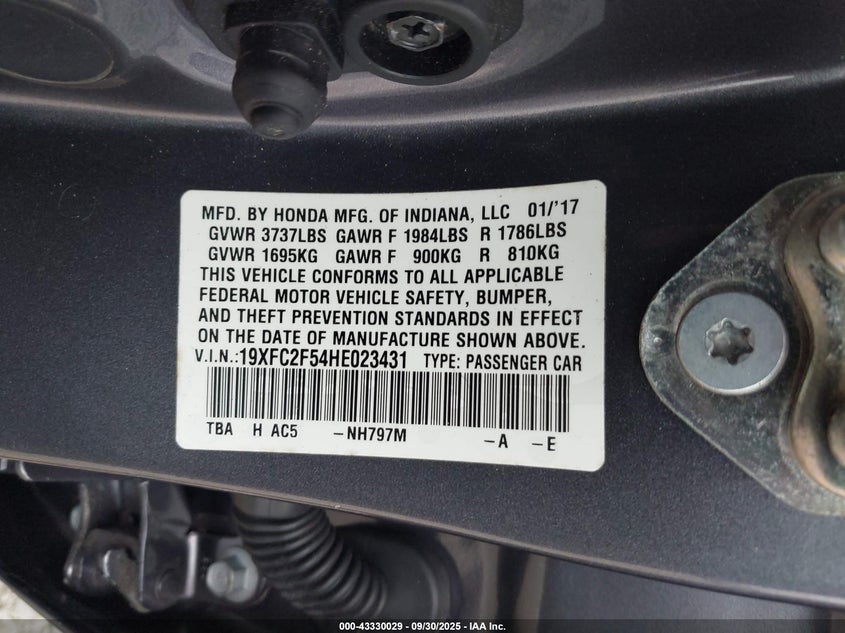 MFD. BY HONDA MFG. OF INDIANA, LLC 01/'17
GVWR 3737LBS GAWR F 1984LBS R 1786LBS
GVWR 1695KG GAWR F 900KG R 810KG
THIS VEHICLE CONFORMS TO ALL APPLICABLE
FEDERAL MOTOR VEHICLE SAFETY, BUMPER,
AND THEFT PREVENTION STANDARDS IN EFFECT
ON THE DATE OF MANUFACTURE SHOWN ABOVE.
V.I.N.:19XFC2F54HE023431 TYPE: PASSENGER CAR
TBA H AC5 -NH797M -A -E
000-43330029 - 09/30/2025 - IAA Inc.